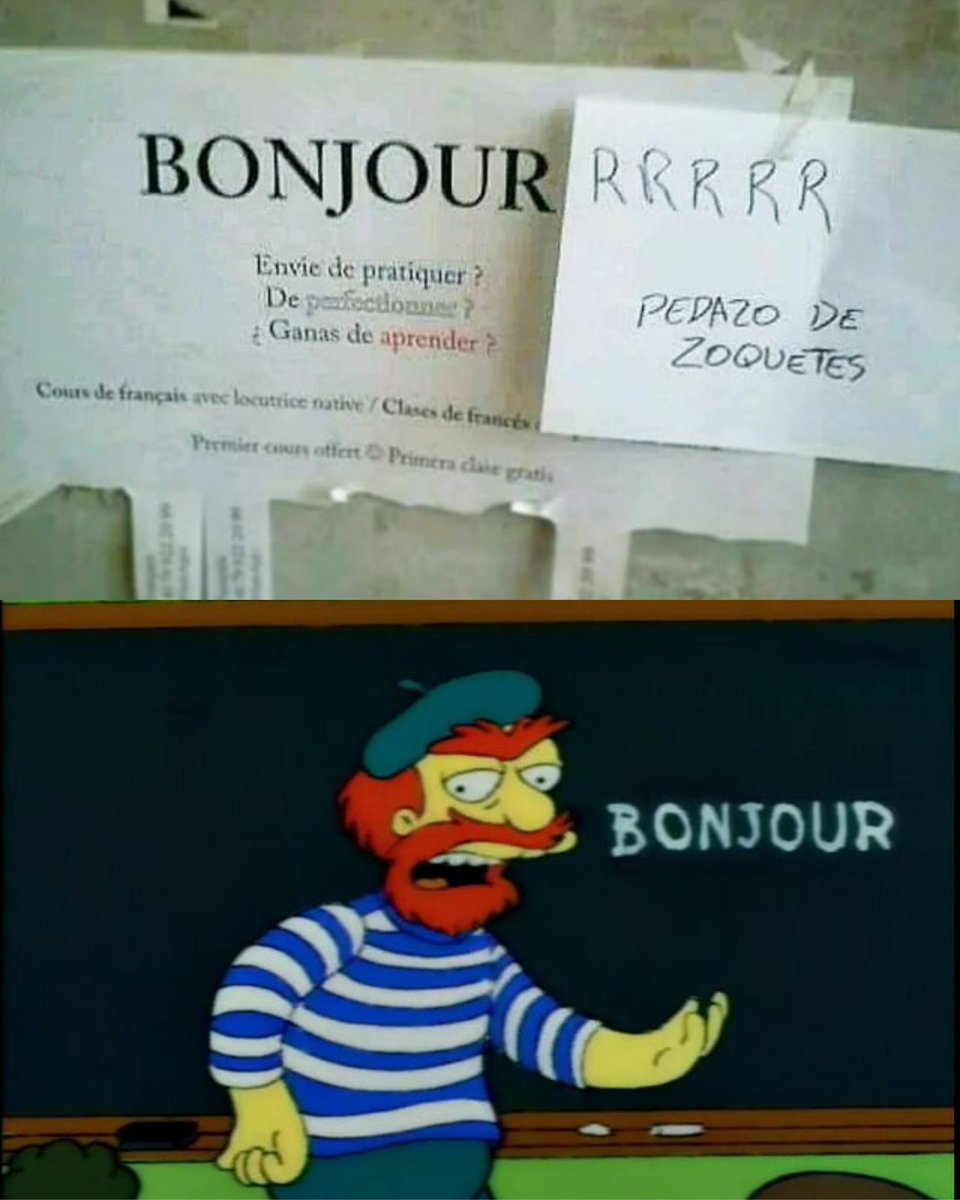 BONJOUR RRRRR
Envie de pratiquer ?
De perfectionner ?
¿ Ganas de aprender ?
PEDAZO DE
ZOQUETES
Cours de français avec locutrice native / Clases de francés
Premier cours offert ☺ Primera clase gratis
BONJOUR